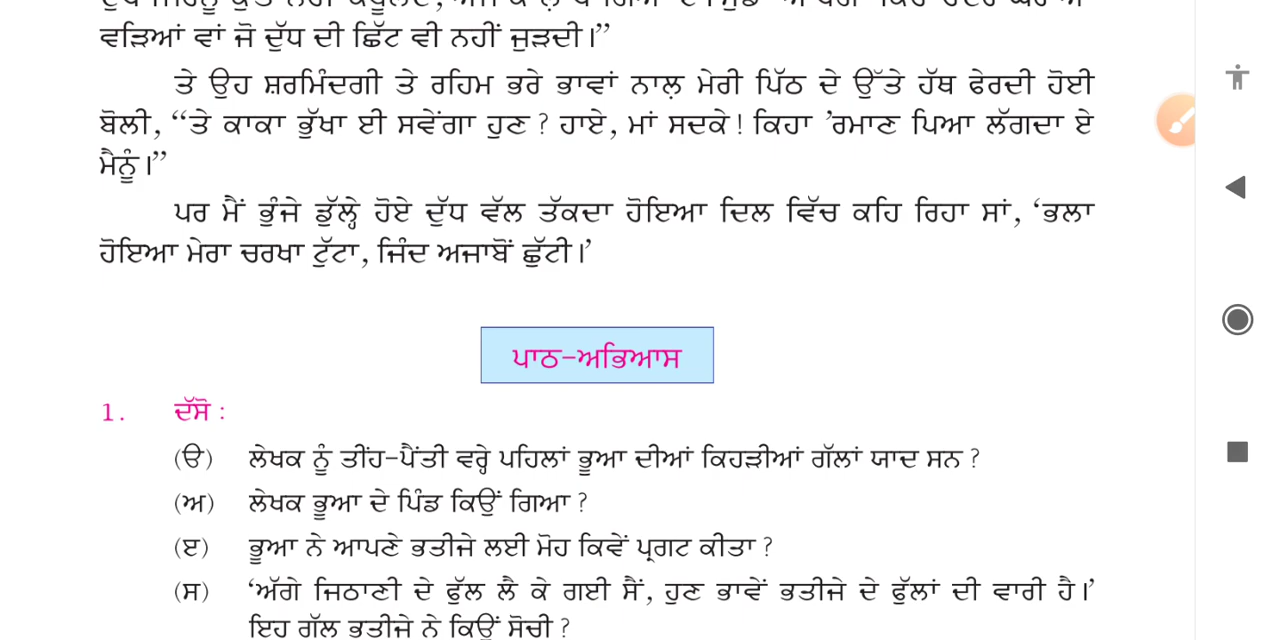 ਵੜਿਆਂ ਵਾਂ ਜੋ ਦੁੱਧ ਦੀ ਛਿੱਟ ਵੀ ਨਹੀਂ ਜੁੜਦੀ।”
ਤੇ ਉਹ ਸ਼ਰਮਿੰਦਗੀ ਤੇ ਰਹਿਮ ਭਰੇ ਭਾਵਾਂ ਨਾਲ਼ ਮੇਰੀ ਪਿੱਠ ਦੇ ਉੱਤੇ ਹੱਥ ਫੇਰਦੀ ਹੋਈ
ਬੋਲੀ, “ਤੇ ਕਾਕਾ ਭੁੱਖਾ ਈ ਸਵੇਂਗਾ ਹੁਣ ? ਹਾਏ, ਮਾਂ ਸਦਕੇ ! ਕਿਹਾ ’ਰਮਾਣ ਪਿਆ ਲੱਗਦਾ ਏ
ਮੈਨੂੰ।”
ਪਰ ਮੈਂ ਭੁੰਜੇ ਡੁੱਲ੍ਹੇ ਹੋਏ ਦੁੱਧ ਵੱਲ ਤੱਕਦਾ ਹੋਇਆ ਦਿਲ ਵਿੱਚ ਕਹਿ ਰਿਹਾ ਸਾਂ, ‘ਭਲਾ
ਹੋਇਆ ਮੇਰਾ ਚਰਖਾ ਟੁੱਟਾ, ਜਿੰਦ ਅਜਾਬੋਂ ਛੁੱਟੀ।’
ਪਾਠ-ਅਭਿਆਸ
1. ਦੱਸੋ :
(ੳ) ਲੇਖਕ ਨੂੰ ਤੀਂਹ-ਪੈਂਤੀ ਵਰ੍ਹੇ ਪਹਿਲਾਂ ਭੂਆ ਦੀਆਂ ਕਿਹੜੀਆਂ ਗੱਲਾਂ ਯਾਦ ਸਨ ?
(ਅ) ਲੇਖਕ ਭੂਆ ਦੇ ਪਿੰਡ ਕਿਉਂ ਗਿਆ ?
(ੲ) ਭੂਆ ਨੇ ਆਪਣੇ ਭਤੀਜੇ ਲਈ ਮੋਹ ਕਿਵੇਂ ਪ੍ਰਗਟ ਕੀਤਾ ?
(ਸ) ‘ਅੱਗੇ ਜਿਠਾਣੀ ਦੇ ਫੁੱਲ ਲੈ ਕੇ ਗਈ ਸੈਂ, ਹੁਣ ਭਾਵੇਂ ਭਤੀਜੇ ਦੇ ਫੁੱਲਾਂ ਦੀ ਵਾਰੀ ਹੈ।’
ਇਹ ਗੱਲ ਭਤੀਜੇ ਨੇ ਕਿਉਂ ਸੋਚੀ ?